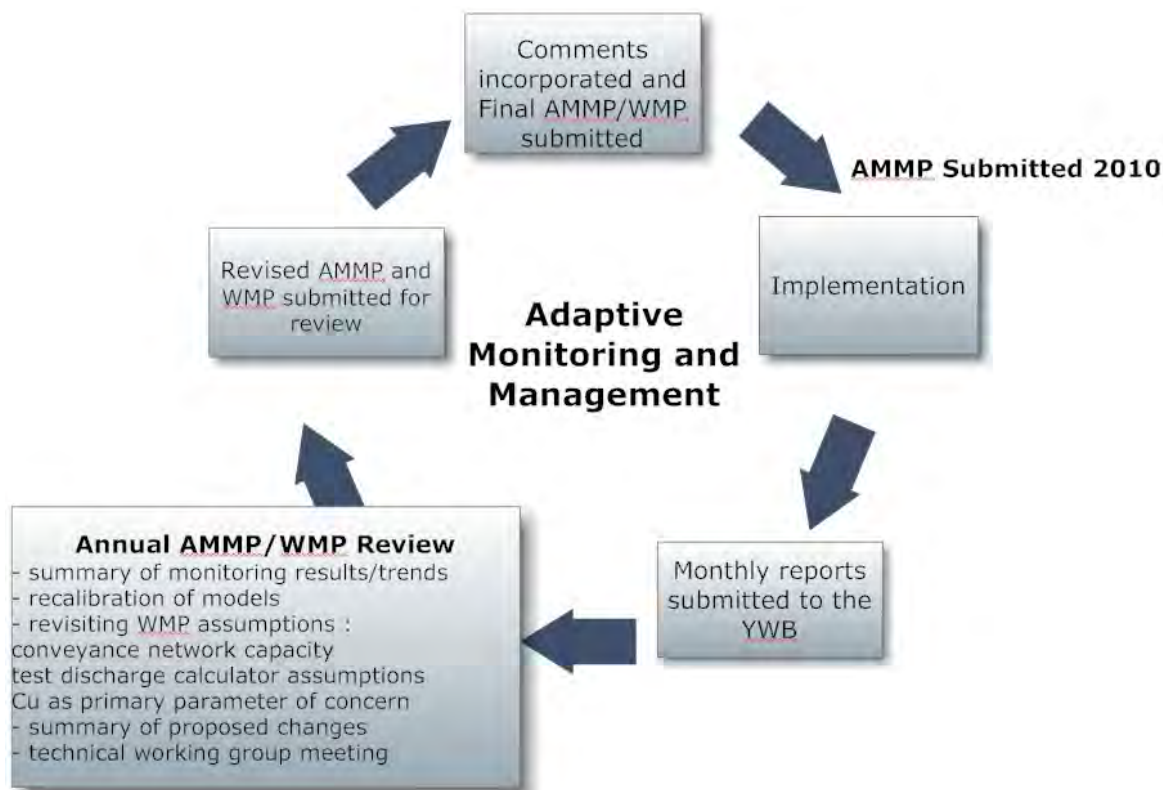 Comments
incorporated and
Final AMMP/WMP
submitted
AMMP Submitted 2010
Implementation
Revised AMMP and
WMP submitted for
review
Adaptive
Monitoring and
Management
Monthly reports
submitted to the
YWB
Annual AMMP/WMP Review
- summary of monitoring results/trends
- recalibration of models
- revisiting WMP assumptions :
conveyance network capacity
test discharge calculator assumptions
Cu as primary parameter of concern
- summary of proposed changes
- technical working group meeting